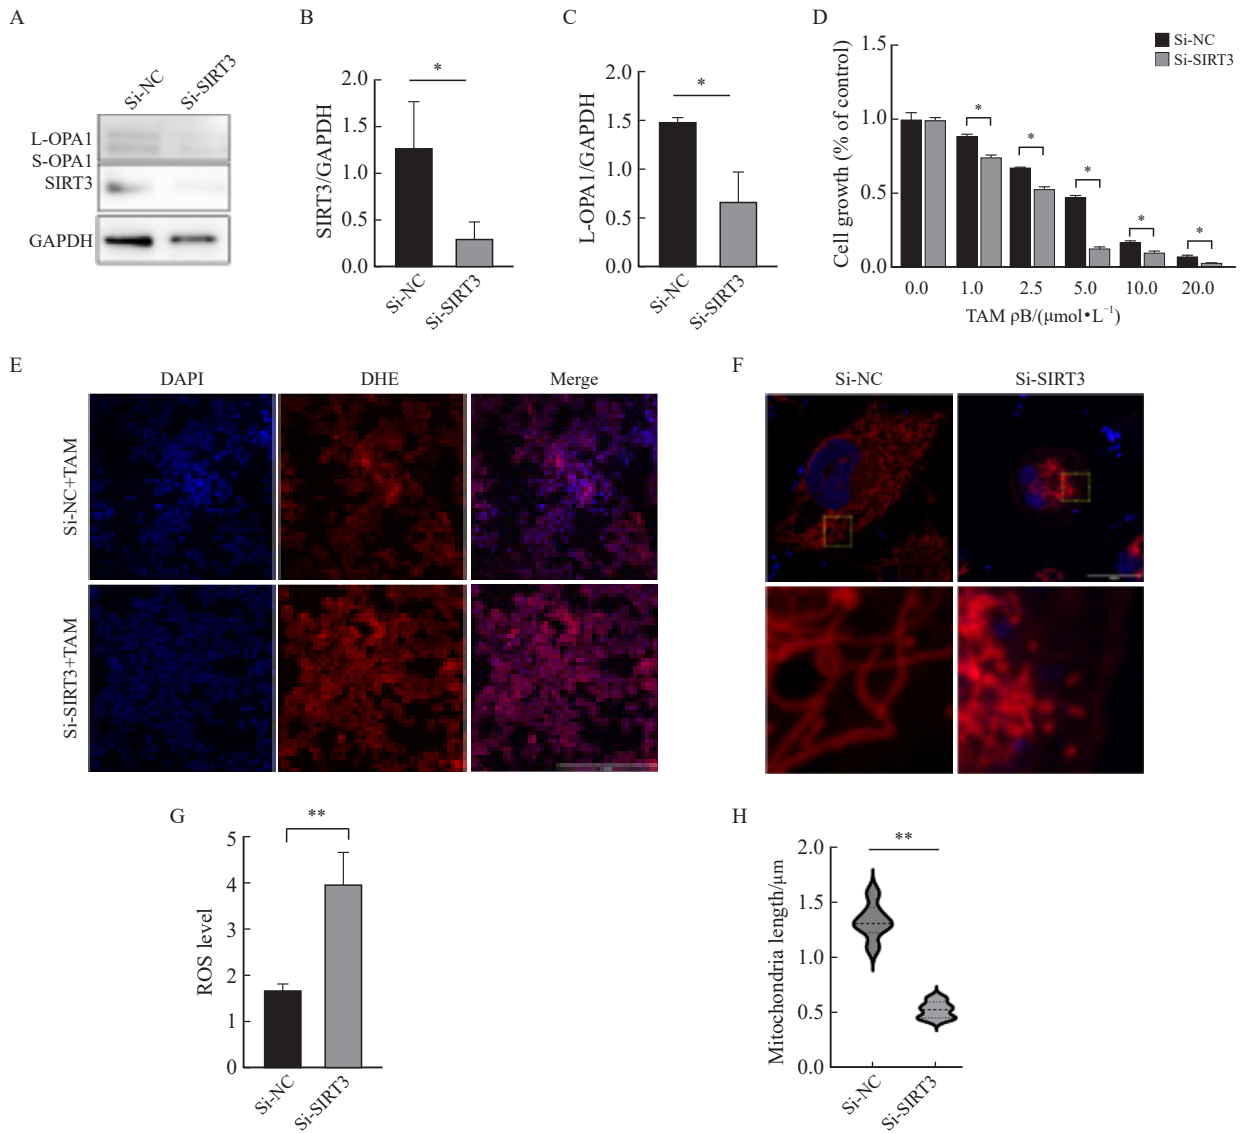 A
Si-NC
Si-SIRT3
L-OPA1
S-OPA1
SIRT3
GAPDH
B
SIRT3/GAPDH
2.0
1.5
1.0
0.5
0.0
*
Si-NC
Si-SIRT3
C
L-OPA1/GAPDH
2.0
1.5
1.0
0.5
0.0
*
Si-NC
Si-SIRT3
D
Cell growth (% of control)
1.5
1.0
0.5
0.0
Si-NC
Si-SIRT3
* * * * *
0.0 1.0 2.5 5.0 10.0 20.0
TAM ρB/(μmol•L⁻¹)
E
DAPI DHE Merge
Si-NC+TAM
Si-SIRT3+TAM
F
Si-NC Si-SIRT3
G
ROS level
5
4
3
2
1
0
**
Si-NC
Si-SIRT3
H
Mitochondria length/μm
2.0
1.5
1.0
0.5
0.0
**
Si-NC
Si-SIRT3